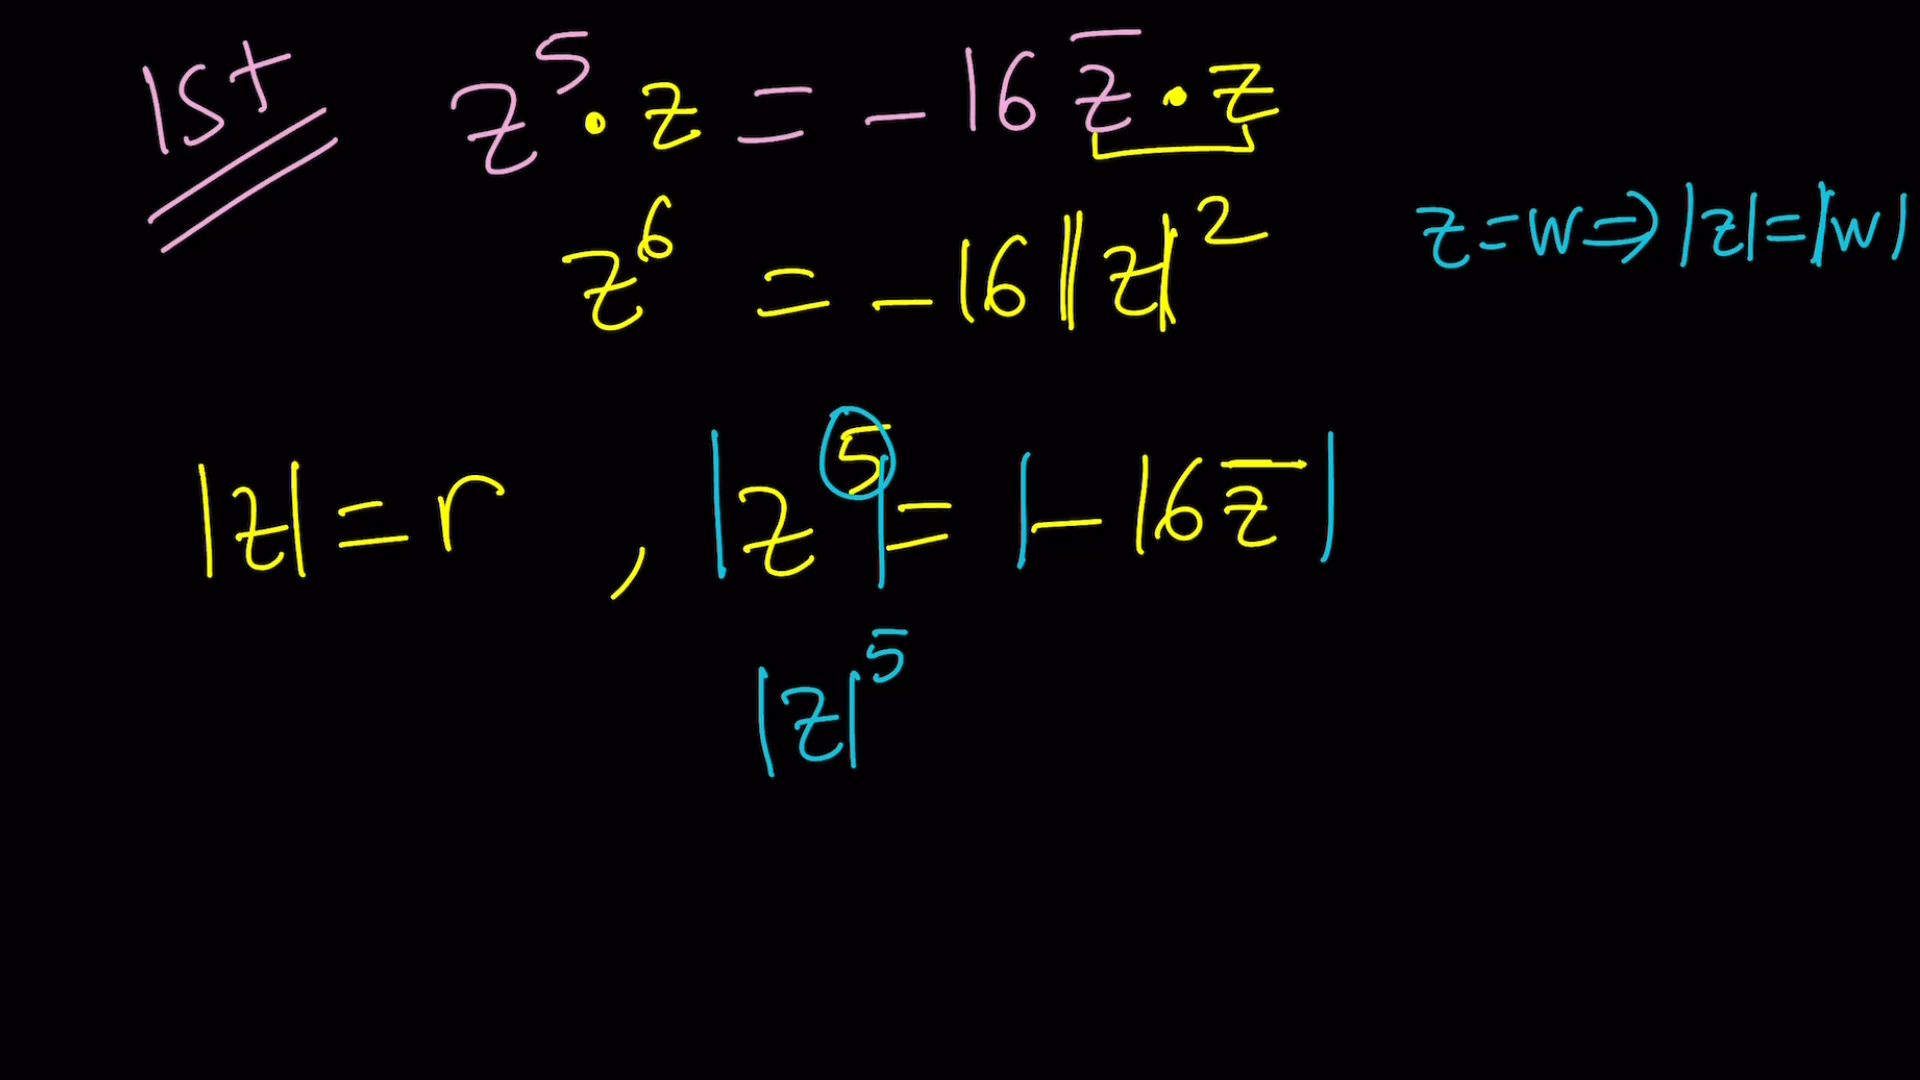 1st z⁵ · z = -16 z̅ · z
z⁶ = -16|z|²
z = w ⇒ |z| = |w|
|z| = r , |z⁵| = |-16z̅|
|z|⁵